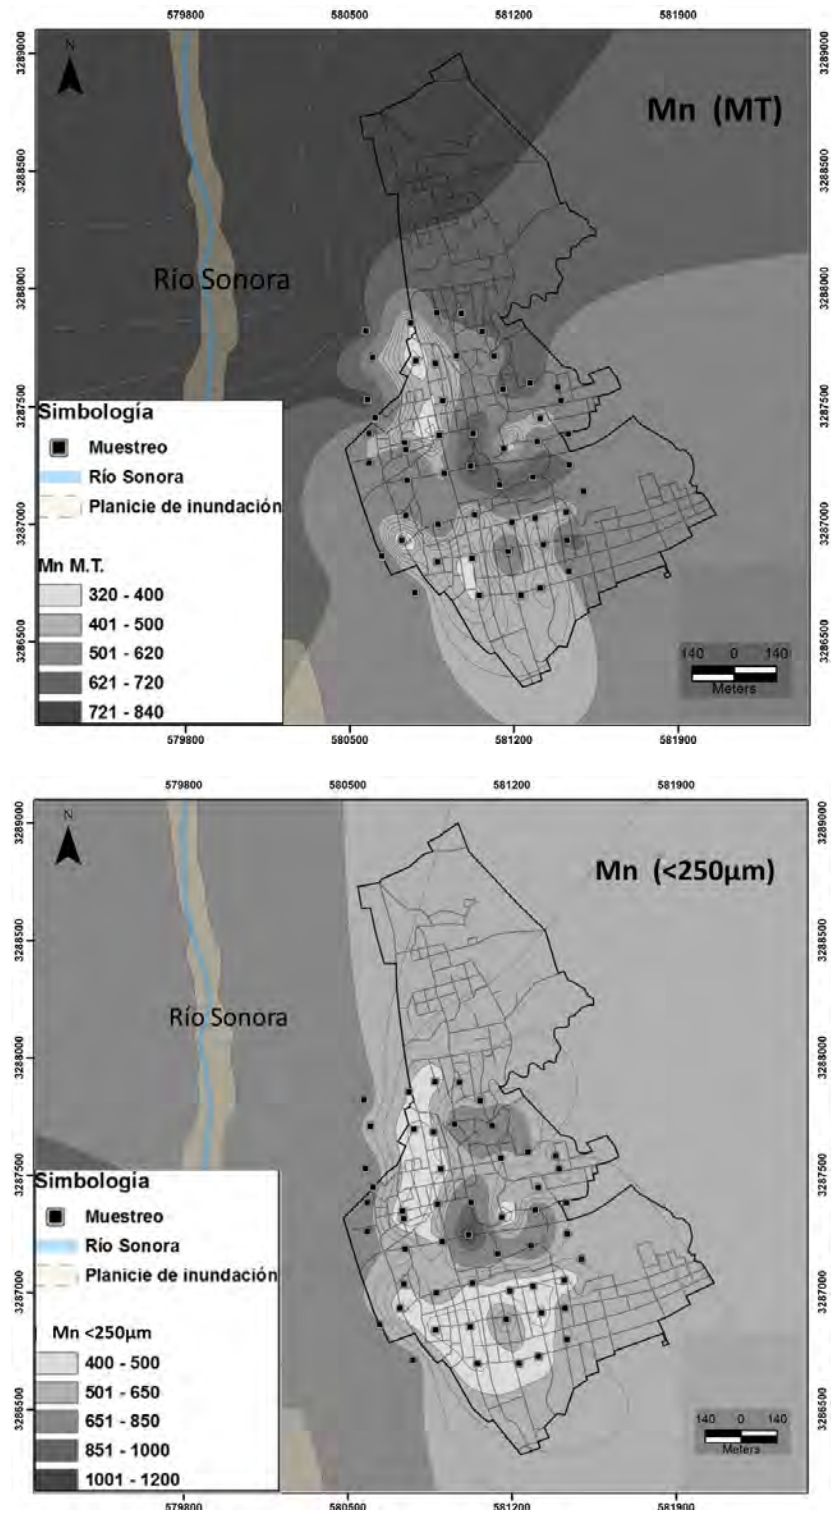 579800 580500 581200 581900
3289000 3289000
N
Mn (MT)
3288500 3288500
Río Sonora
3288000 3288000
3287500 3287500
Simbología
Muestreo
Río Sonora
Planicie de inundación
3287000 3287000
Mn M.T.
320 - 400
401 - 500
501 - 620
621 - 720
721 - 840
3286500 3286500
140 0 140
Meters
579800 580500 581200 581900
579800 580500 581200 581900
3289000 3289000
N
Mn (<250µm)
3288500 3288500
Río Sonora
3288000 3288000
3287500 3287500
Simbología
Muestreo
Río Sonora
Planicie de inundación
3287000 3287000
Mn <250µm
400 - 500
501 - 650
651 - 850
851 - 1000
1001 - 1200
3286500 3286500
140 0 140
Meters
579800 580500 581200 581900